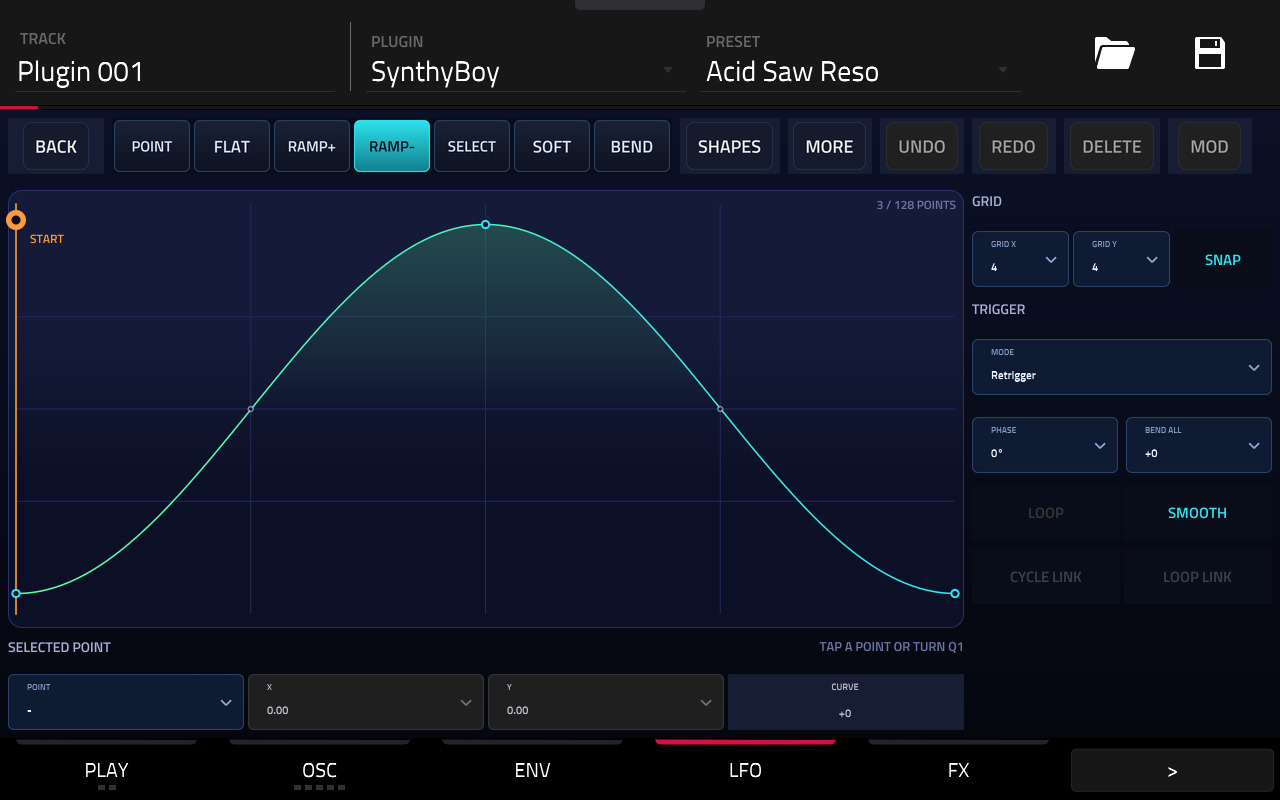 TRACK
Plugin 001
PLUGIN
SynthyBoy
PRESET
Acid Saw Reso
BACK
POINT
FLAT
RAMP+
RAMP-
SELECT
SOFT
BEND
SHAPES
MORE
UNDO
REDO
DELETE
MOD
3 / 128 POINTS
START
GRID
GRID X
4
GRID Y
4
SNAP
TRIGGER
MODE
Retrigger
PHASE
0°
BEND ALL
+0
LOOP
SMOOTH
CYCLE LINK
LOOP LINK
SELECTED POINT
TAP A POINT OR TURN Q1
POINT
-
X
0.00
Y
0.00
CURVE
+0
PLAY
OSC
ENV
LFO
FX
>